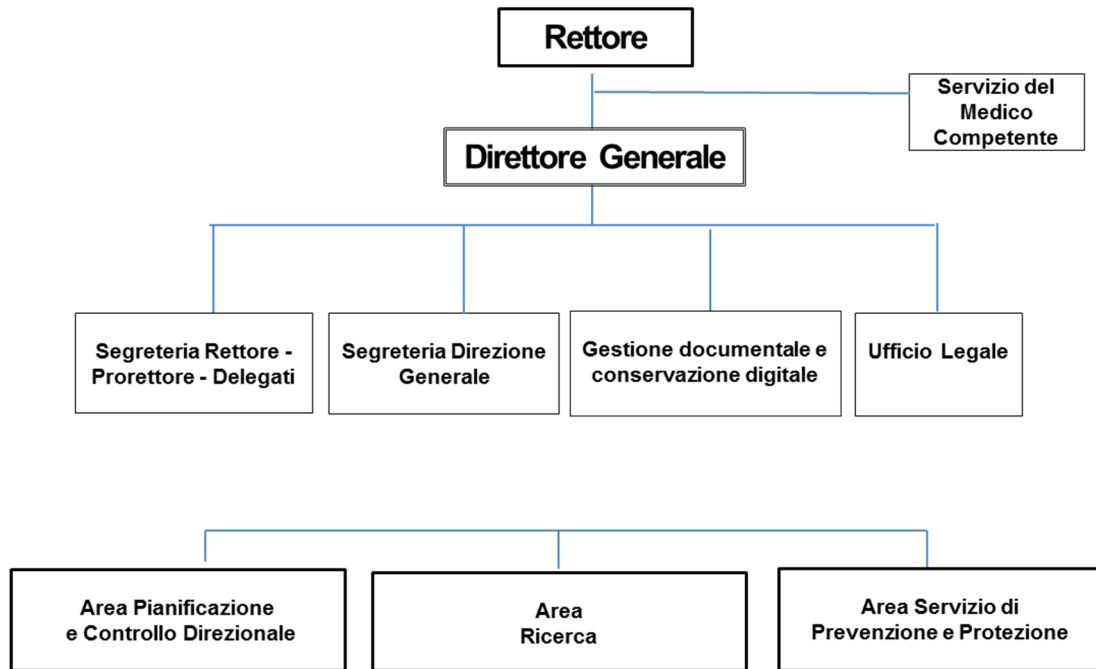 Rettore
Servizio del
Medico
Competente
Direttore Generale
Segreteria Rettore -
Prorettore - Delegati
Segreteria Direzione
Generale
Gestione documentale e
conservazione digitale
Ufficio Legale
Area Pianificazione
e Controllo Direzionale
Area
Ricerca
Area Servizio di
Prevenzione e Protezione